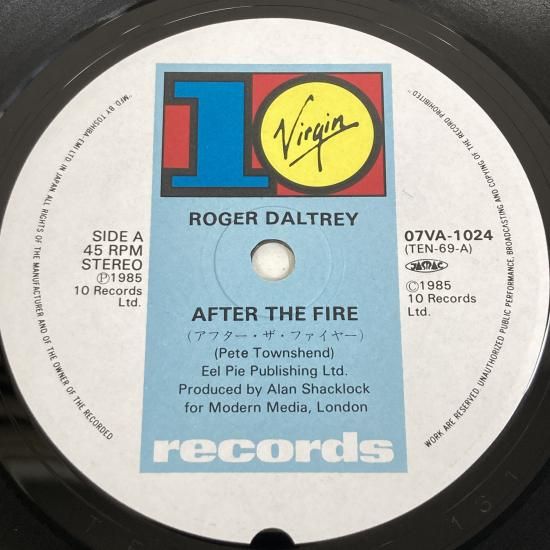 10
Virgin
ROGER DALTREY
SIDE A
45 RPM
STEREO
Ⓟ1985
10 Records
Ltd.
07VA-1024
(TEN-69-A)
JASRAC
©1985
10 Records
Ltd.
AFTER THE FIRE
(アフター・ザ・ファイヤー)
(Pete Townshend)
Eel Pie Publishing Ltd.
Produced by Alan Shacklock
for Modern Media, London
records
"MFD. BY TOSHIBA EMI LTD. IN JAPAN ALL RIGHTS OF THE MANUFACTURER AND OF THE OWNER OF THE RECORDED
WORK ARE RESERVED. UNAUTHORIZED PUBLIC PERFORMANCE, BROADCASTING AND COPYING OF THE RECORD PROHIBITED"